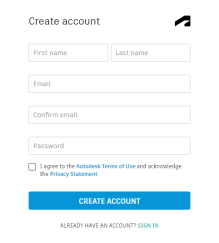 Create account
First name Last name
Email
Confirm email
Password
I agree to the Autodesk Terms of Use and acknowledge
the Privacy Statement.
CREATE ACCOUNT
ALREADY HAVE AN ACCOUNT? SIGN IN